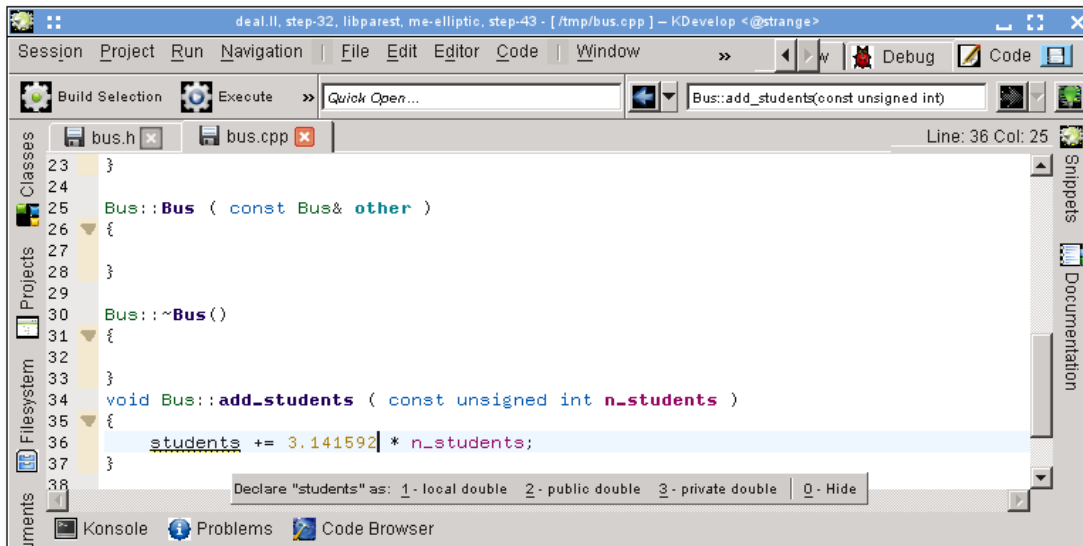 deal.II, step-32, libparest, me-elliptic, step-43 - [ /tmp/bus.cpp ] – KDevelop <@strange>
Session Project Run Navigation File Edit Editor Code Window » w Debug Code
Build Selection Execute » Quick Open... Bus::add_students(const unsigned int)
bus.h bus.cpp Line: 36 Col: 25
Classes
Projects
Filesystem
uments
23 }
24
25 Bus::Bus ( const Bus& other )
26 {
27
28 }
29
30 Bus::~Bus()
31 {
32
33 }
34 void Bus::add_students ( const unsigned int n_students )
35 {
36 students += 3.141592 * n_students;
37 }
38
Declare "students" as: 1 - local double 2 - public double 3 - private double 0 - Hide
Snippets
Documentation
Konsole Problems Code Browser